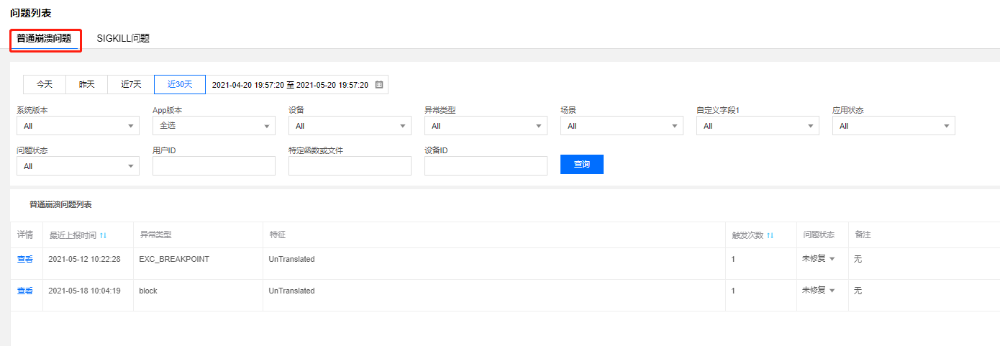 问题列表
普通崩溃问题 SIGKILL问题
今天 昨天 近7天 近30天 2021-04-20 19:57:20 至 2021-05-20 19:57:20
系统版本 App版本 设备 异常类型 场景 自定义字段1 应用状态
All 全选 All All All All All
问题状态 用户ID 特定函数或文件 设备ID
All 查询
普通崩溃问题列表
详情 最近上报时间 异常类型 特征 触发次数 问题状态 备注
查看 2021-05-12 10:22:28 EXC_BREAKPOINT UnTranslated 1 未修复 无
查看 2021-05-18 10:04:19 block UnTranslated 1 未修复 无